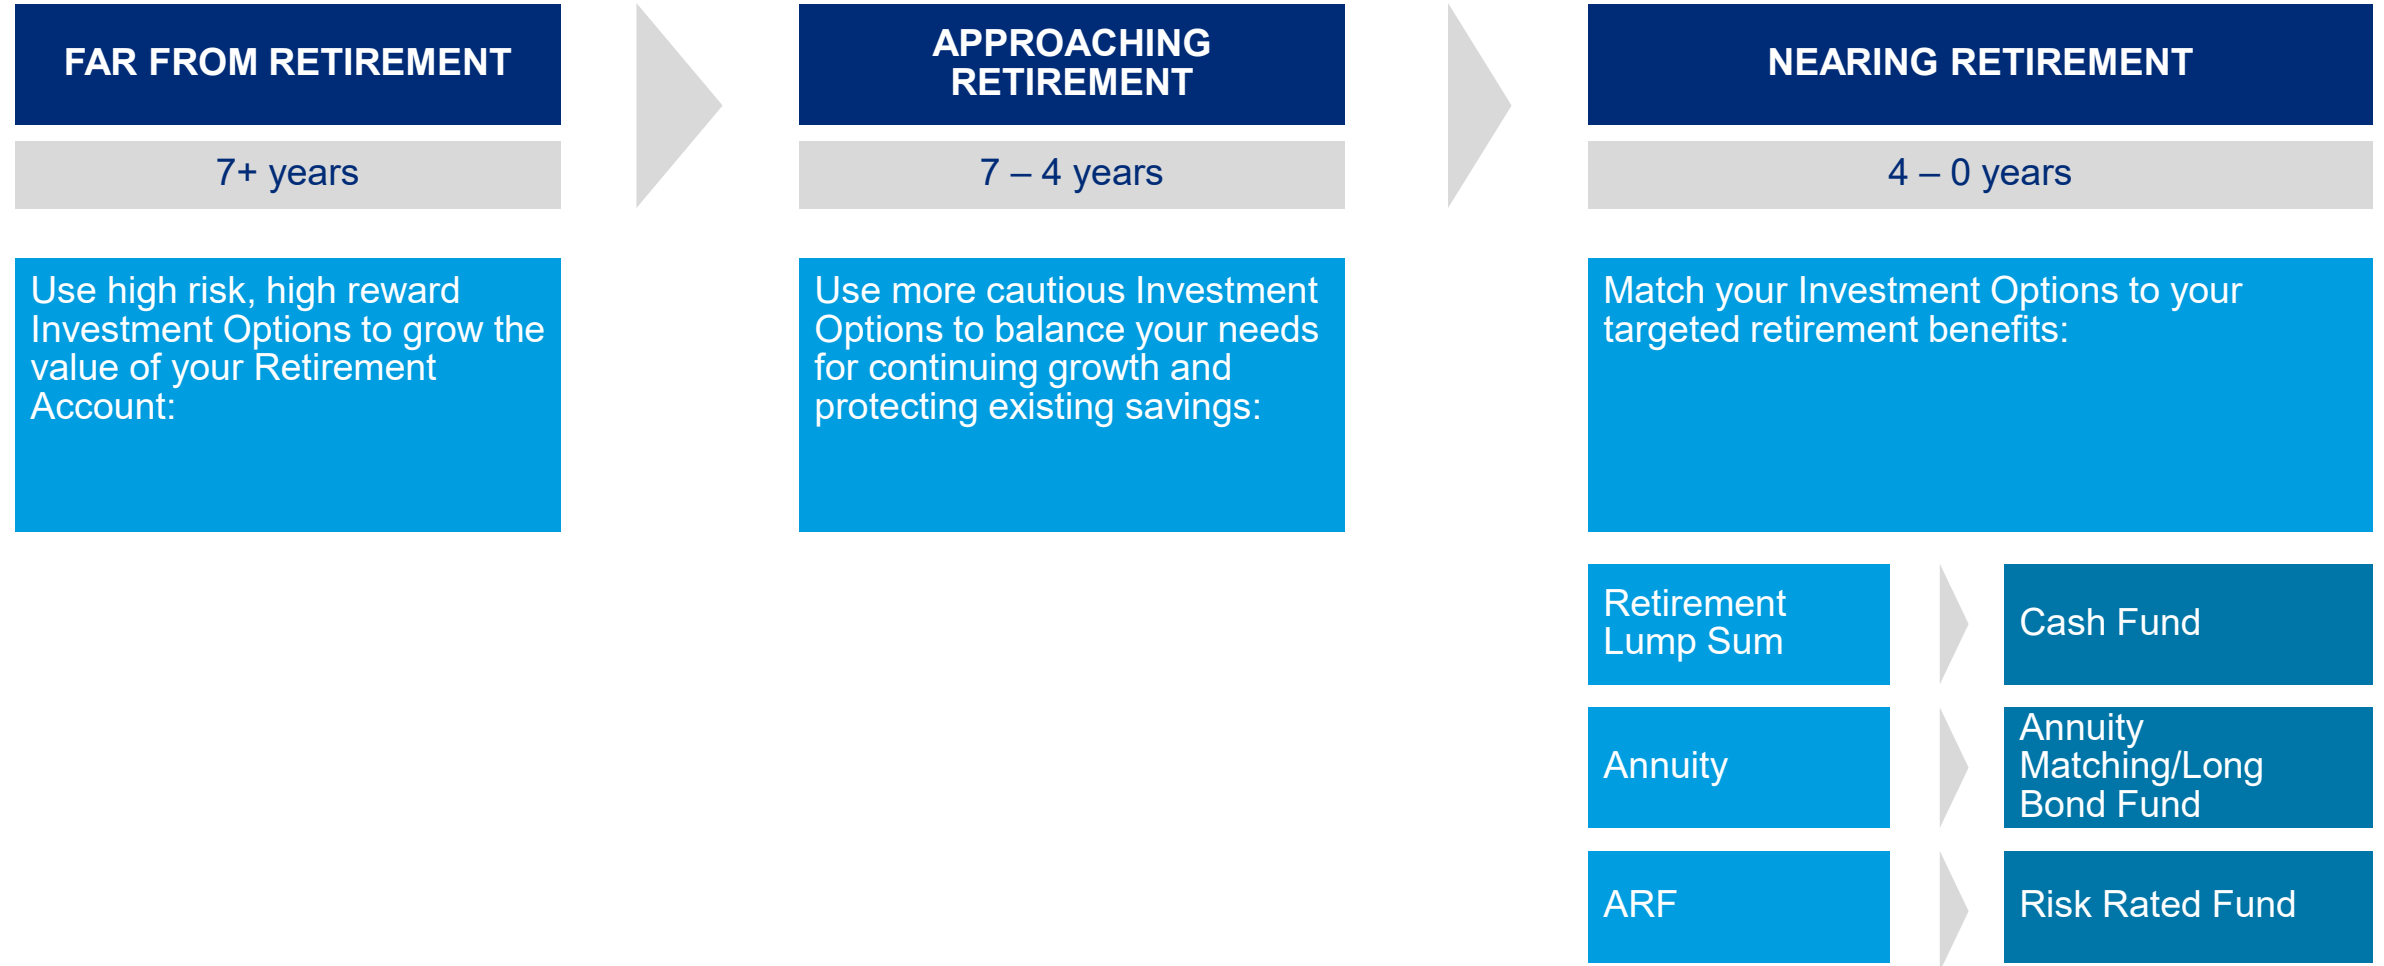 FAR FROM RETIREMENT
7+ years
Use high risk, high reward
Investment Options to grow the
value of your Retirement
Account:
APPROACHING
RETIREMENT
7 – 4 years
Use more cautious Investment
Options to balance your needs
for continuing growth and
protecting existing savings:
NEARING RETIREMENT
4 – 0 years
Match your Investment Options to your
targeted retirement benefits:
Retirement
Lump Sum
Cash Fund
Annuity
Annuity
Matching/Long
Bond Fund
ARF
Risk Rated Fund